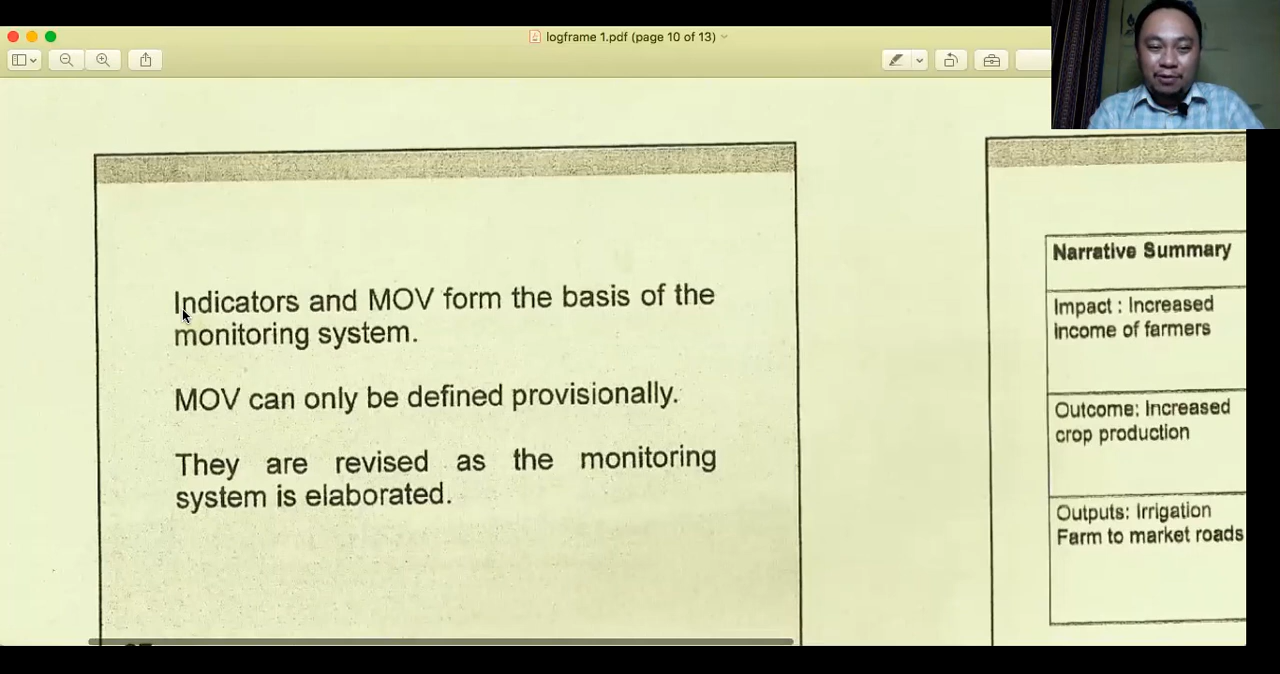 logframe 1.pdf (page 10 of 13)
Indicators and MOV form the basis of the
monitoring system.
MOV can only be defined provisionally.
They are revised as the monitoring
system is elaborated.
Narrative Summary
Impact : Increased
income of farmers
Outcome: Increased
crop production
Outputs: Irrigation
Farm to market roads